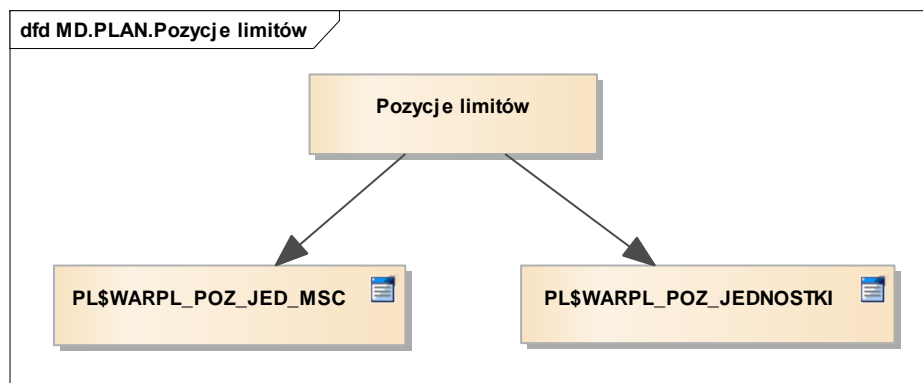 dfd MD.PLAN.Pozycje limitów
Pozycje limitów
PL$WARPL_POZ_JED_MSC
PL$WARPL_POZ_JEDNOSTKI